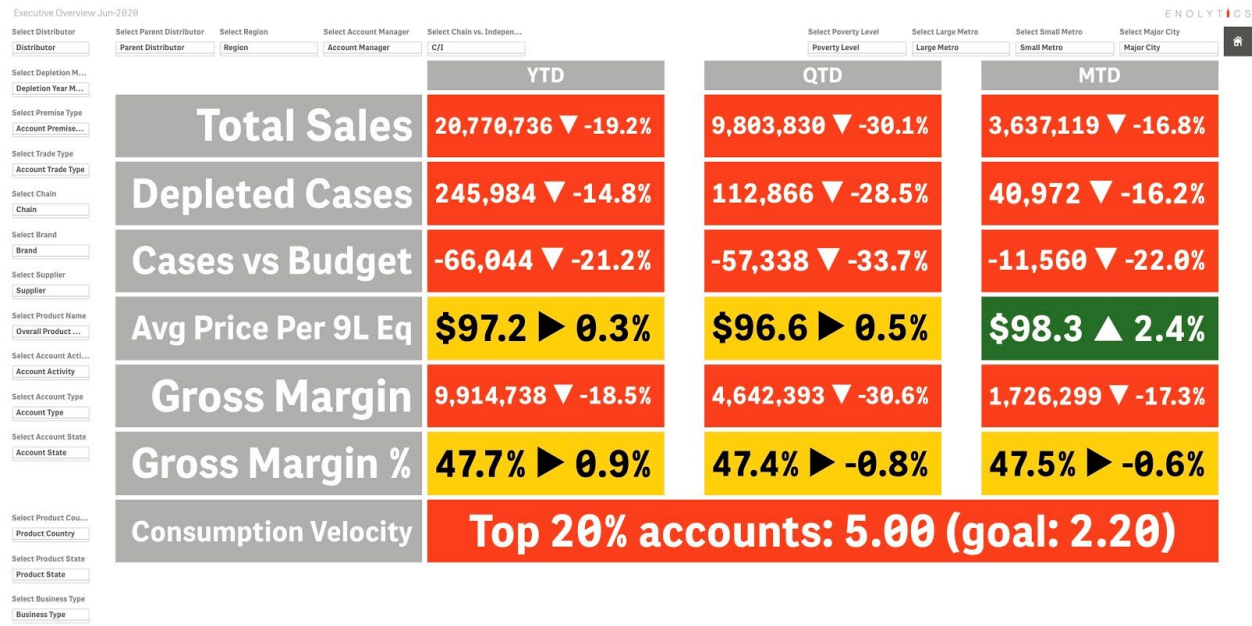 Executive Overview Jun-2020
ENOLYTICS
Select Distributor
Distributor
Select Parent Distributor
Parent Distributor
Select Region
Region
Select Account Manager
Account Manager
Select Chain vs. Indepen...
C/I
Select Poverty Level
Poverty Level
Select Large Metro
Large Metro
Select Small Metro
Small Metro
Select Major City
Major City
Select Depletion M...
Depletion Year M...
Select Premise Type
Account Premise...
Select Trade Type
Account Trade Type
Select Chain
Chain
Select Brand
Brand
Select Supplier
Supplier
Select Product Name
Overall Product ...
Select Account Acti...
Account Activity
Select Account Type
Account Type
Select Account State
Account State
Select Product Cou...
Product Country
Select Product State
Product State
Select Business Type
Business Type
YTD QTD MTD
Total Sales 20,770,736 ▼ -19.2% 9,803,830 ▼ -30.1% 3,637,119 ▼ -16.8%
Depleted Cases 245,984 ▼ -14.8% 112,866 ▼ -28.5% 40,972 ▼ -16.2%
Cases vs Budget -66,044 ▼ -21.2% -57,338 ▼ -33.7% -11,560 ▼ -22.0%
Avg Price Per 9L Eq $97.2 ▶ 0.3% $96.6 ▶ 0.5% $98.3 ▲ 2.4%
Gross Margin 9,914,738 ▼ -18.5% 4,642,393 ▼ -30.6% 1,726,299 ▼ -17.3%
Gross Margin % 47.7% ▶ 0.9% 47.4% ▶ -0.8% 47.5% ▶ -0.6%
Consumption Velocity Top 20% accounts: 5.00 (goal: 2.20)